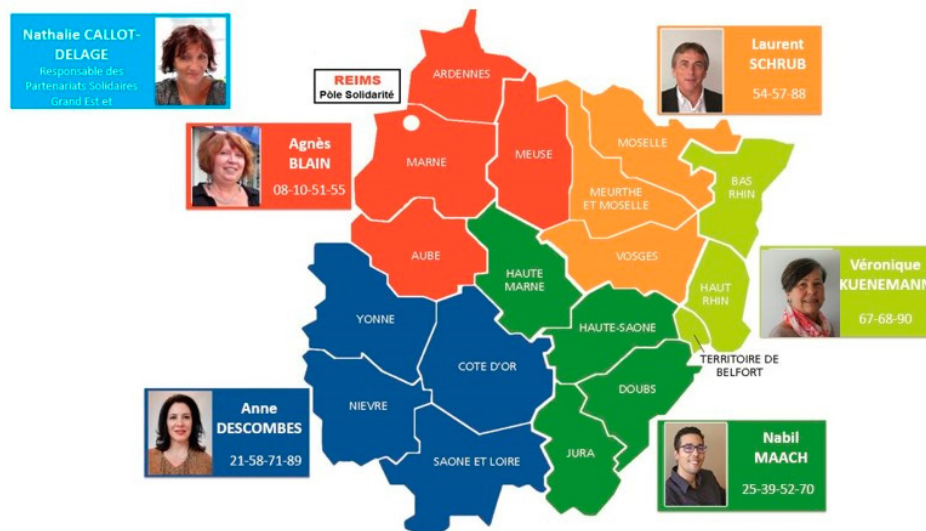 Nathalie CALLOT-
DELAGE
Responsable des
Partenariats Solidaires
Grand Est et
REIMS
Pôle Solidarité
ARDENNES
Laurent
SCHRUB
54-57-88
Agnès
BLAIN
08-10-51-55
MARNE
MEUSE
MOSELLE
MEURTHE
ET MOSELLE
BAS
RHIN
AUBE
HAUTE
MARNE
VOSGES
HAUT
RHIN
Véronique
KUENEMANN
67-68-90
YONNE
HAUTE-SAONE
TERRITOIRE DE
BELFORT
COTE D'OR
DOUBS
NIEVRE
Anne
DESCOMBES
21-58-71-89
SAONE ET LOIRE
JURA
Nabil
MAACH
25-39-52-70